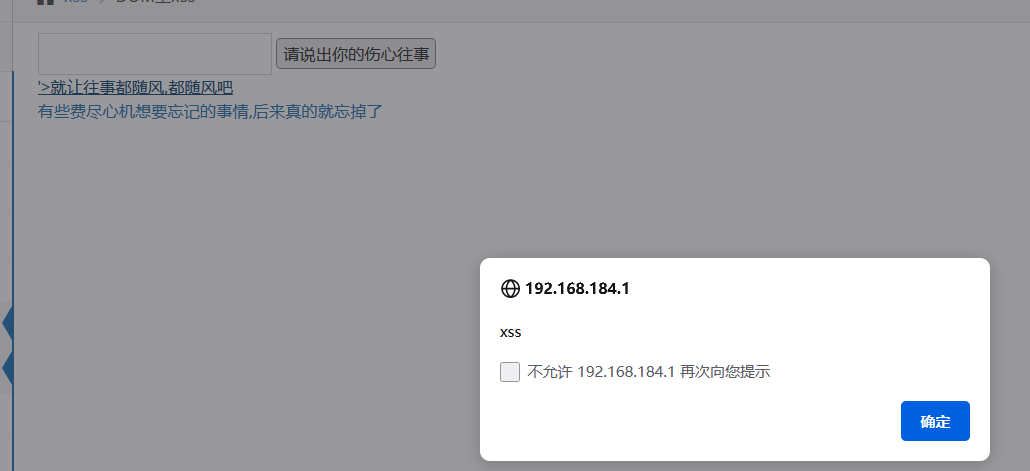 xss > DOM型xss
请说出你的伤心往事
'>就让往事都随风,都随风吧
有些费尽心机想要忘记的事情,后来真的就忘掉了
192.168.184.1
xss
不允许 192.168.184.1 再次向您提示
确定